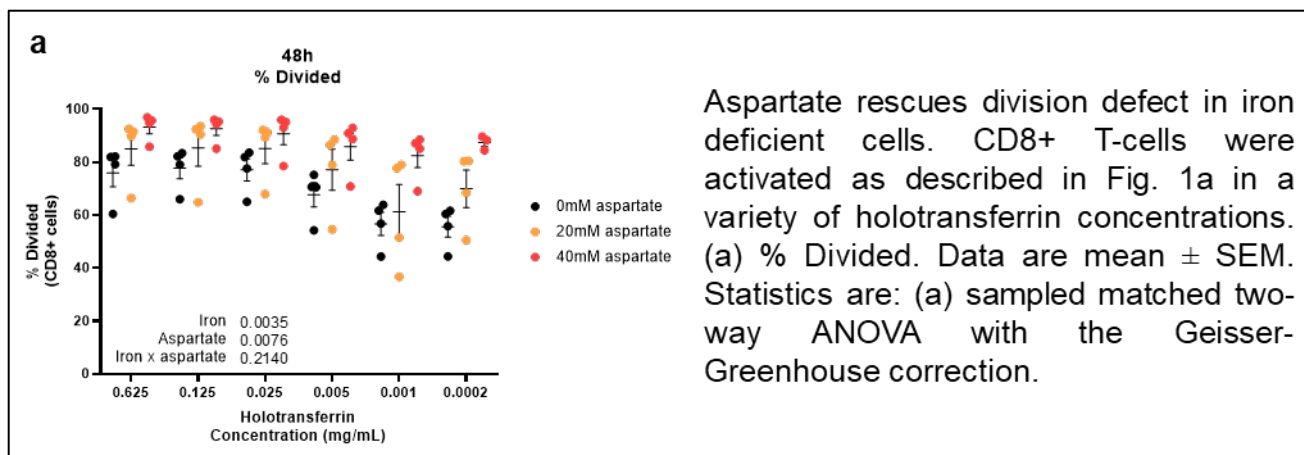 a
48h
% Divided
100
80
60
40
20
0
% Divided
(CD8+ cells)
Iron 0.0035
Aspartate 0.0076
Iron x aspartate 0.2140
0.625 0.125 0.025 0.005 0.001 0.0002
Holotransferrin
Concentration (mg/mL)
0mM aspartate
20mM aspartate
40mM aspartate
Aspartate rescues division defect in iron
deficient cells. CD8+ T-cells were
activated as described in Fig. 1a in a
variety of holotransferrin concentrations.
(a) % Divided. Data are mean ± SEM.
Statistics are: (a) sampled matched two-
way ANOVA with the Geisser-
Greenhouse correction.